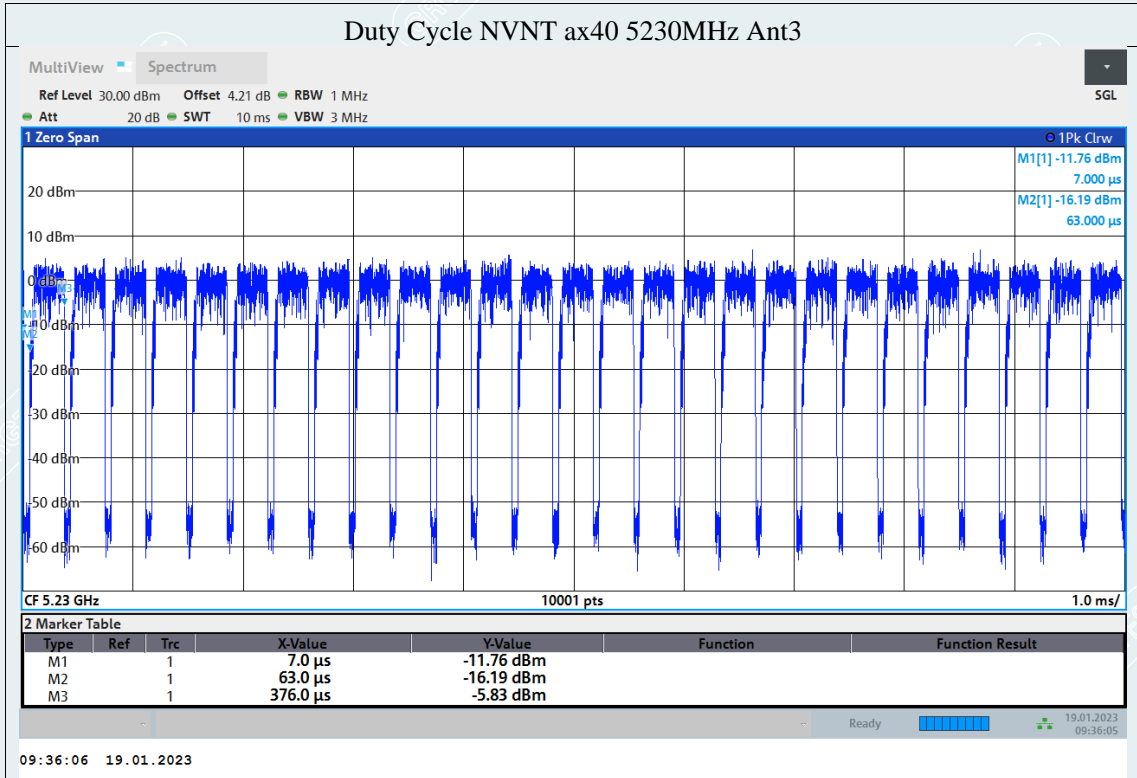 Duty Cycle NVNT ax40 5230MHz Ant3
MultiView Spectrum
Ref Level 30.00 dBm Offset 4.21 dB RBW 1 MHz SGL
Att 20 dB SWT 10 ms VBW 3 MHz
1 Zero Span 1Pk Clrw
M1[1] -11.76 dBm
7.000 µs
M2[1] -16.19 dBm
63.000 µs
20 dBm
10 dBm
0 dBm
M3
M1
-10 dBm
M2
-20 dBm
-30 dBm
-40 dBm
-50 dBm
-60 dBm
CF 5.23 GHz 10001 pts 1.0 ms/
2 Marker Table
Type Ref Trc X-Value Y-Value Function Function Result
M1 1 7.0 µs -11.76 dBm
M2 1 63.0 µs -16.19 dBm
M3 1 376.0 µs -5.83 dBm
Ready 19.01.2023
09:36:05
09:36:06 19.01.2023